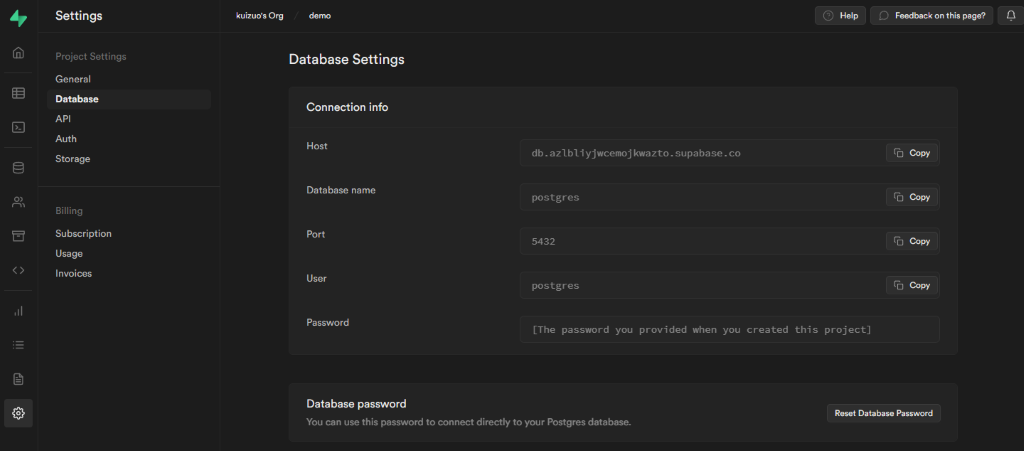 Settings
kuizuo's Org / demo
Help
Feedback on this page?
Project Settings
General
Database
API
Auth
Storage
Billing
Subscription
Usage
Invoices
Database Settings
Connection info
Host
db.azlbliyjwcemojkwazto.supabase.co
Copy
Database name
postgres
Copy
Port
5432
Copy
User
postgres
Copy
Password
[The password you provided when you created this project]
Database password
You can use this password to connect directly to your Postgres database.
Reset Database Password